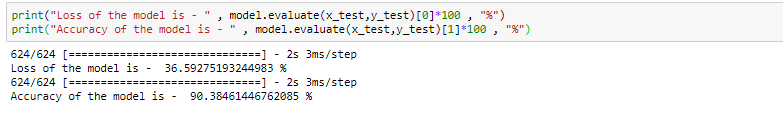 print("Loss of the model is - " , model.evaluate(x_test,y_test)[0]*100 , "%")
print("Accuracy of the model is - " , model.evaluate(x_test,y_test)[1]*100 , "%")
624/624 [==============================] - 2s 3ms/step
Loss of the model is -  36.59275193244983 %
624/624 [==============================] - 2s 3ms/step
Accuracy of the model is -  90.38461446762085 %